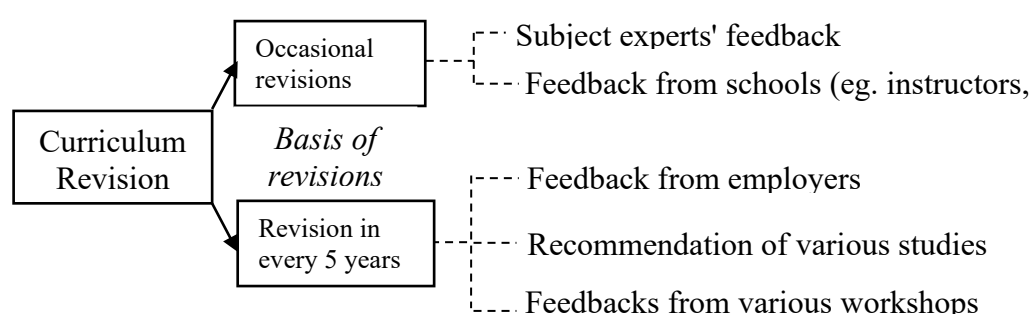 Occasional
revisions
Subject experts' feedback
Feedback from schools (eg. instructors,
Curriculum
Revision
Basis of
revisions
Feedback from employers
Revision in
every 5 years
Recommendation of various studies
Feedbacks from various workshops